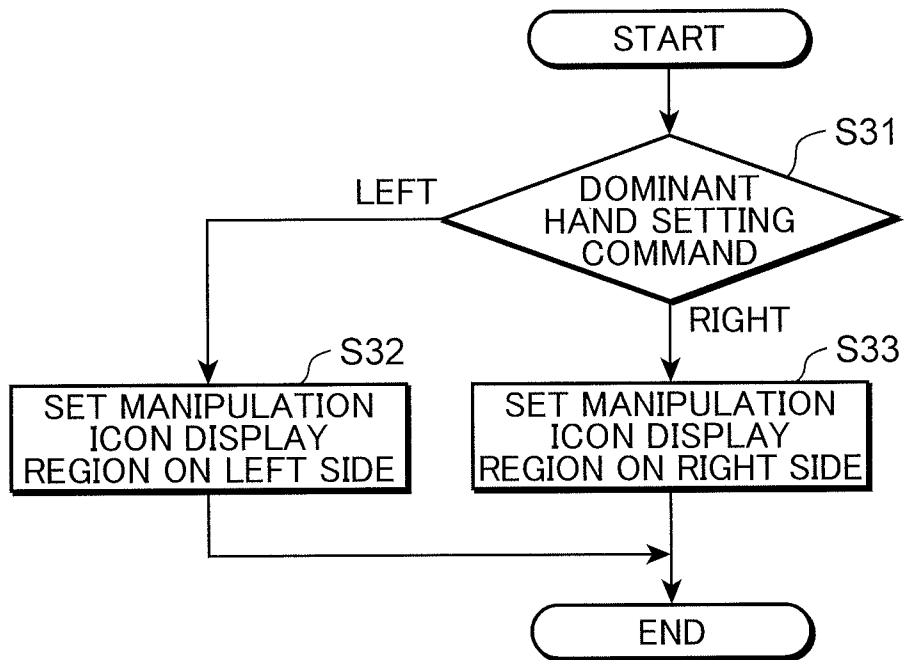 START
S31
DOMINANT
HAND SETTING
COMMAND
LEFT
RIGHT
S32
SET MANIPULATION
ICON DISPLAY
REGION ON LEFT SIDE
S33
SET MANIPULATION
ICON DISPLAY
REGION ON RIGHT SIDE
END